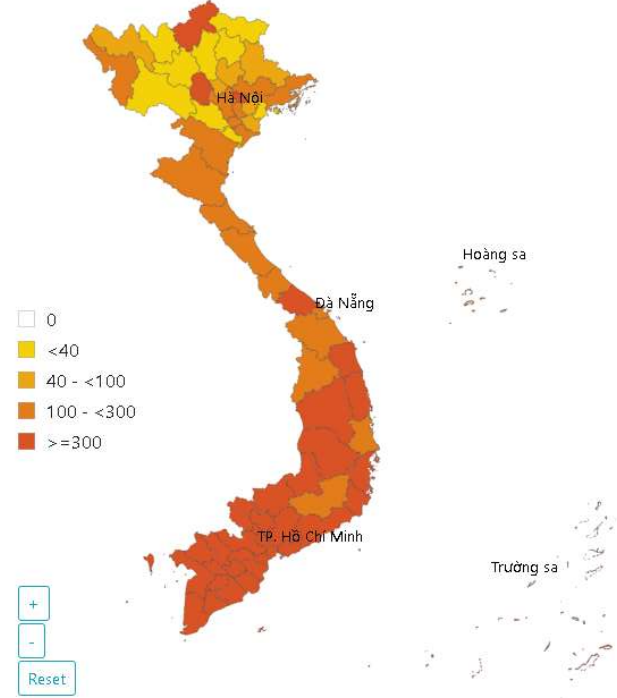 Hà Nội
Hoàng sa
Đà Nẵng
0
<40
40 - <100
100 - <300
>=300
TP. Hồ Chí Minh
Trường sa
+
-
Reset